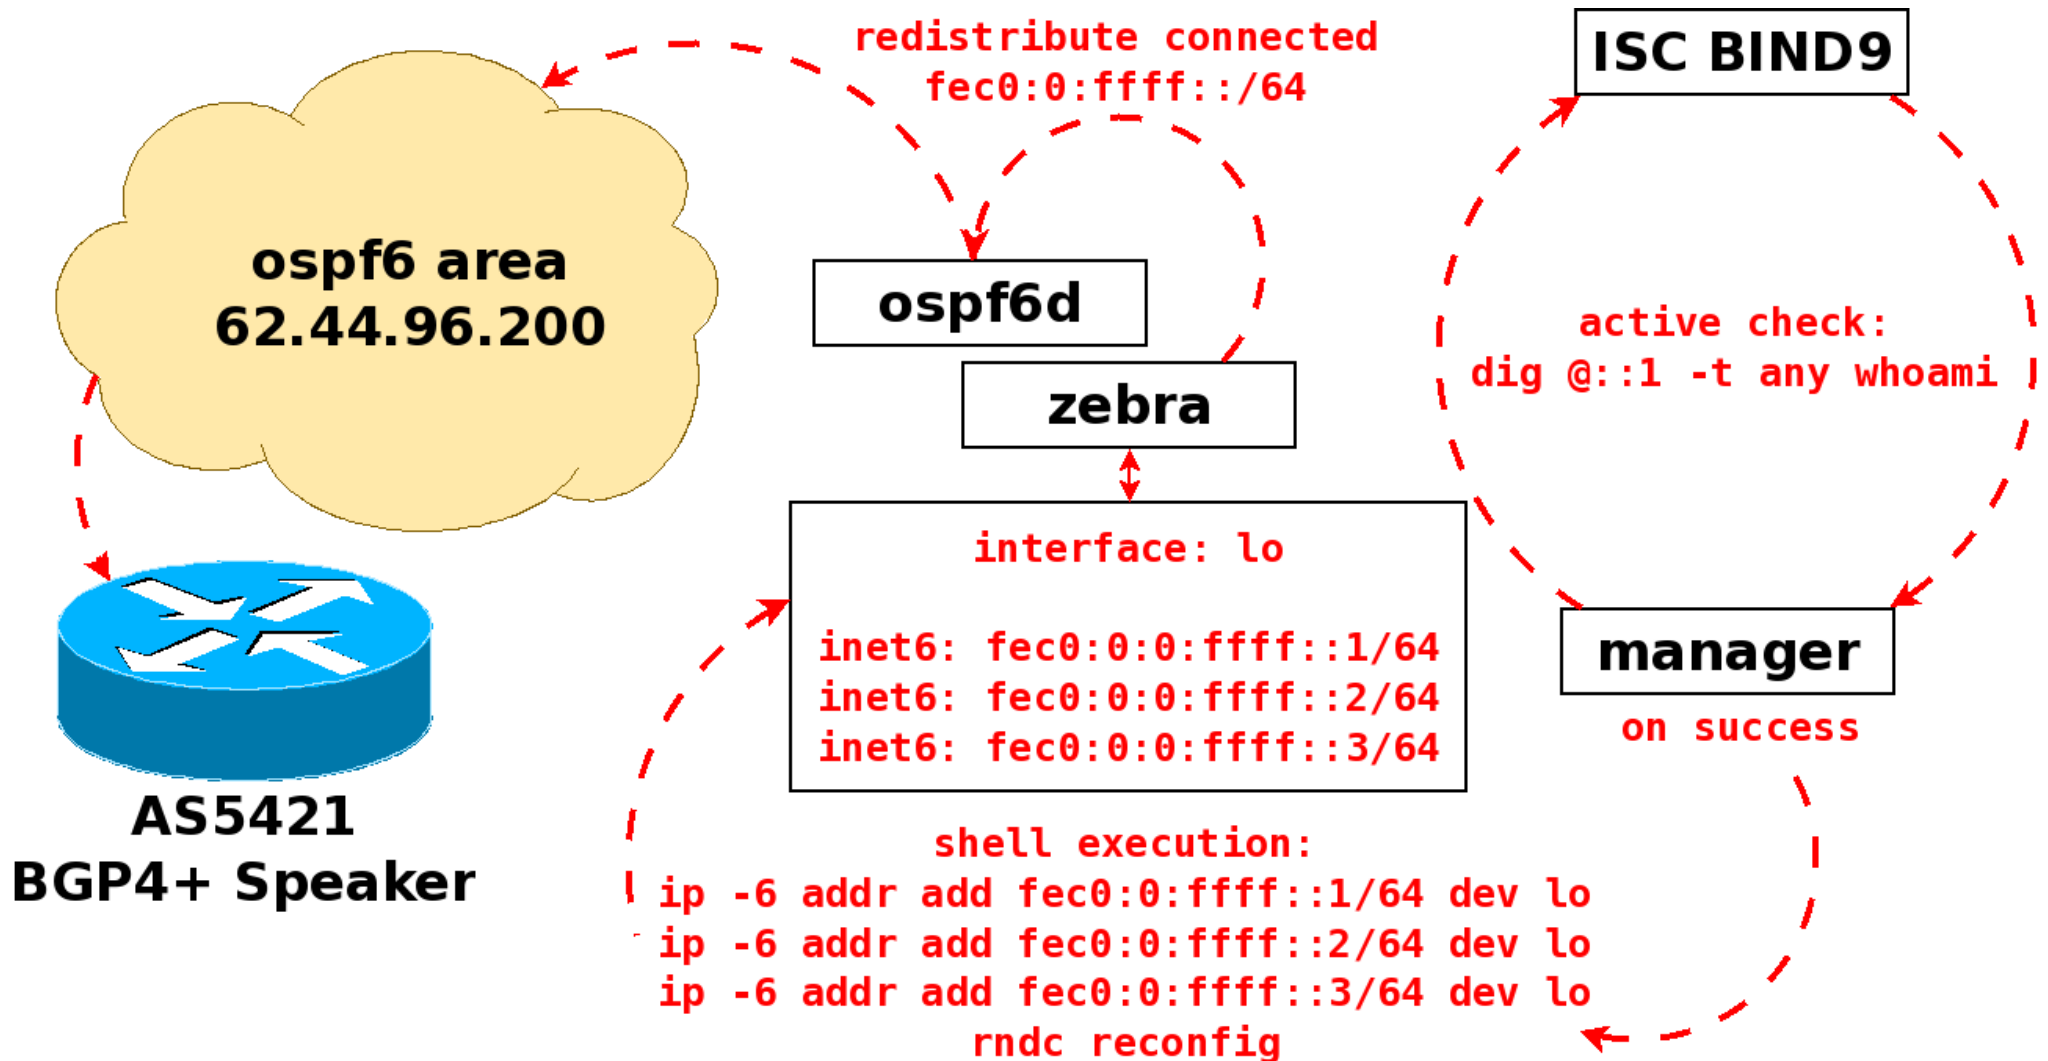 redistribute connected
fec0:0:ffff::/64
ISC BIND9
ospf6 area
62.44.96.200
ospf6d
zebra
active check:
dig @::1 -t any whoami
interface: lo
inet6: fec0:0:0:ffff::1/64
inet6: fec0:0:0:ffff::2/64
inet6: fec0:0:0:ffff::3/64
manager
on success
AS5421
BGP4+ Speaker
shell execution:
ip -6 addr add fec0:0:ffff::1/64 dev lo
ip -6 addr add fec0:0:ffff::2/64 dev lo
ip -6 addr add fec0:0:ffff::3/64 dev lo
rndc reconfig